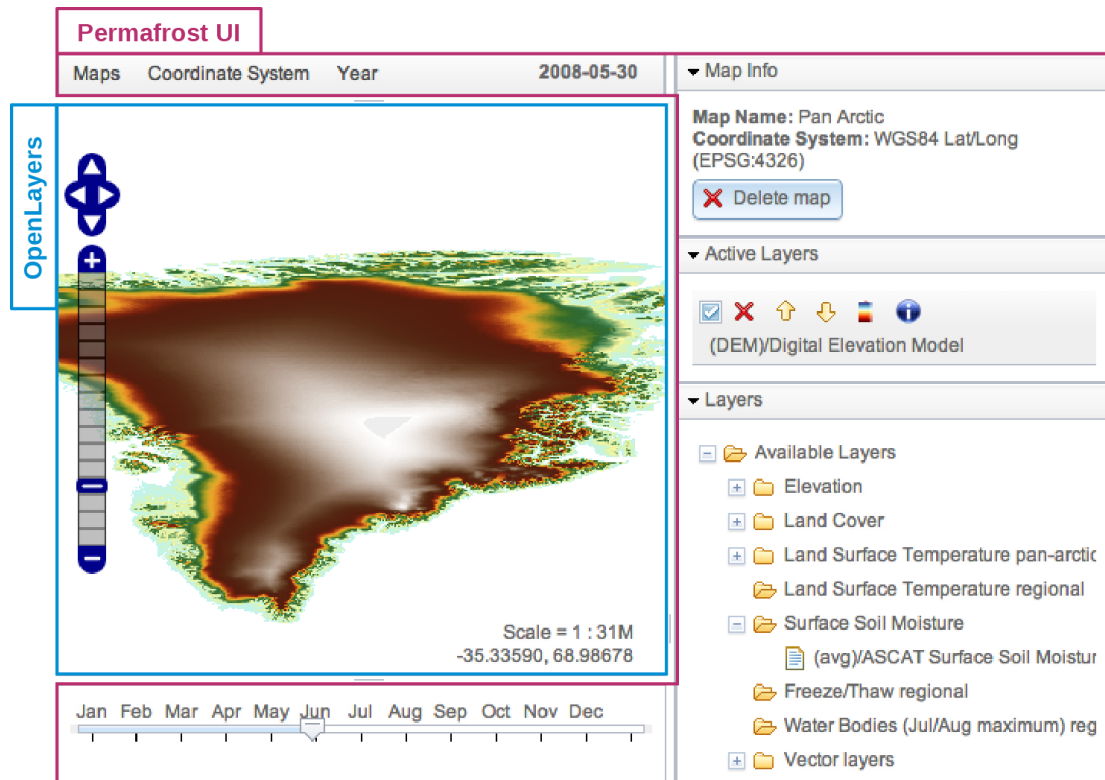 Permafrost UI
Maps Coordinate System Year 2008-05-30
OpenLayers
Scale = 1 : 31M
-35.33590, 68.98678
Jan Feb Mar Apr May Jun Jul Aug Sep Oct Nov Dec
Map Info
Map Name: Pan Arctic
Coordinate System: WGS84 Lat/Long
(EPSG:4326)
Delete map
Active Layers
(DEM)/Digital Elevation Model
Layers
Available Layers
Elevation
Land Cover
Land Surface Temperature pan-arctic
Land Surface Temperature regional
Surface Soil Moisture
(avg)/ASCAT Surface Soil Moistur
Freeze/Thaw regional
Water Bodies (Jul/Aug maximum) reg
Vector layers